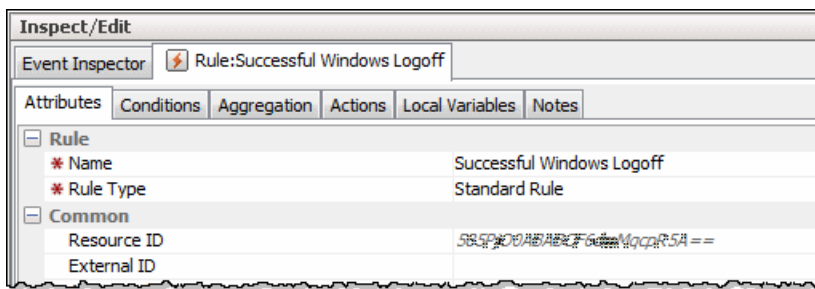 Inspect/Edit
Event Inspector Rule:Successful Windows Logoff
Attributes Conditions Aggregation Actions Local Variables Notes
Rule
* Name Successful Windows Logoff
* Rule Type Standard Rule
Common
Resource ID
External ID